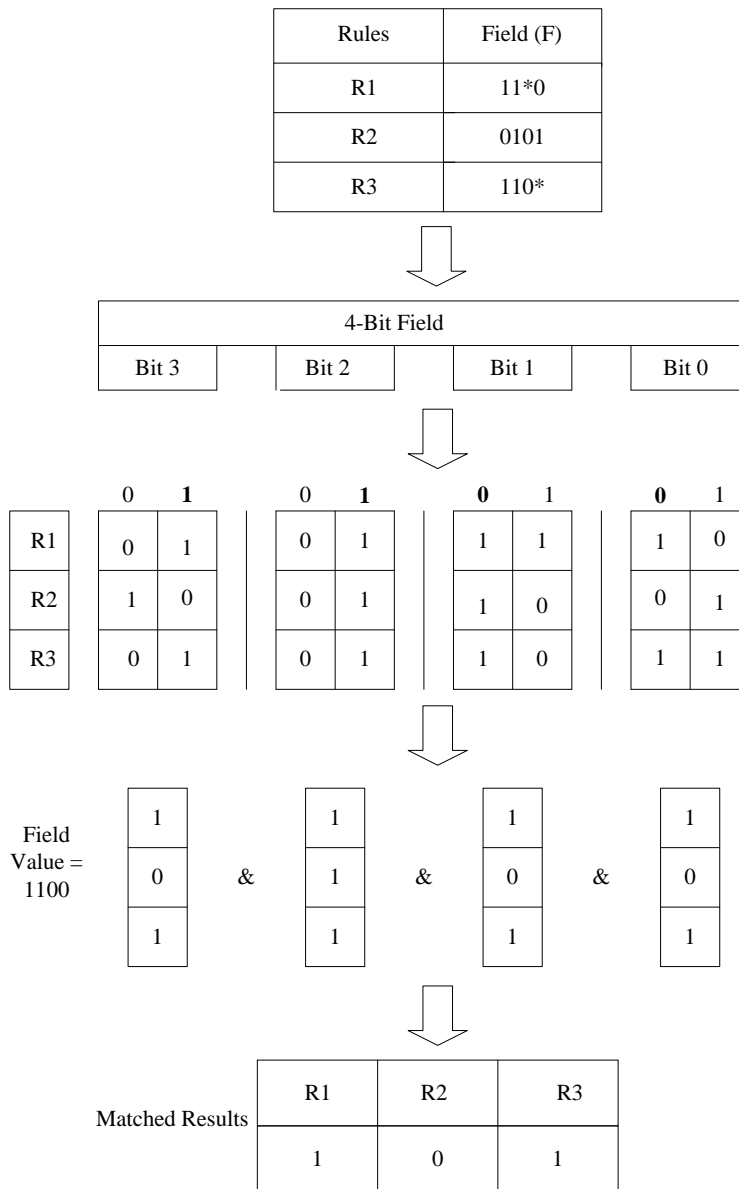 Rules Field (F)
R1 11*0
R2 0101
R3 110*
4-Bit Field
Bit 3 Bit 2 Bit 1 Bit 0
0 1 0 1 0 1 0 1
R1 0 1 0 1 1 1 1 0
R2 1 0 0 1 1 0 0 1
R3 0 1 0 1 1 0 1 1
Field
Value =
1100
1 1 1 1
0 & 1 & 0 & 0
1 1 1 1
Matched Results
R1 R2 R3
1 0 1